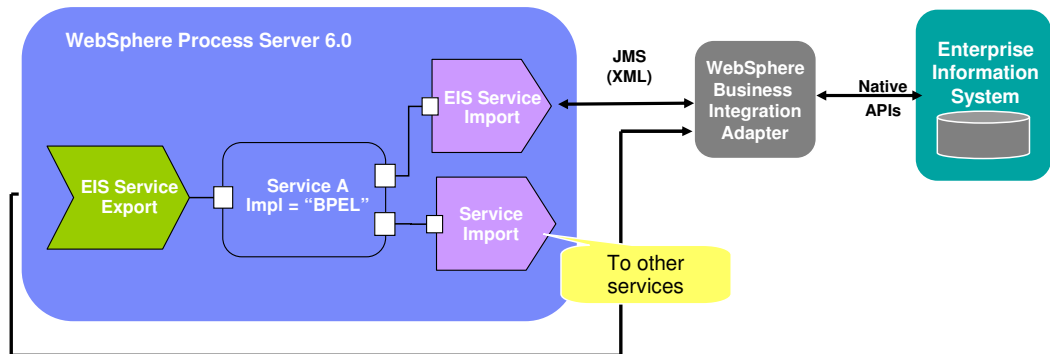 WebSphere Process Server 6.0
EIS Service
Export
Service A
Impl = “BPEL”
EIS Service
Import
Service
Import
To other
services
JMS
(XML)
WebSphere
Business
Integration
Adapter
Native
APIs
Enterprise
Information
System